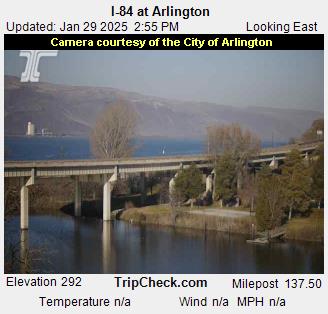 I-84 at Arlington
Updated: Jan 29 2025 2:55 PM Looking East
Camera courtesy of the City of Arlington
Elevation 292 TripCheck.com Milepost 137.50
Temperature n/a Wind n/a MPH n/a